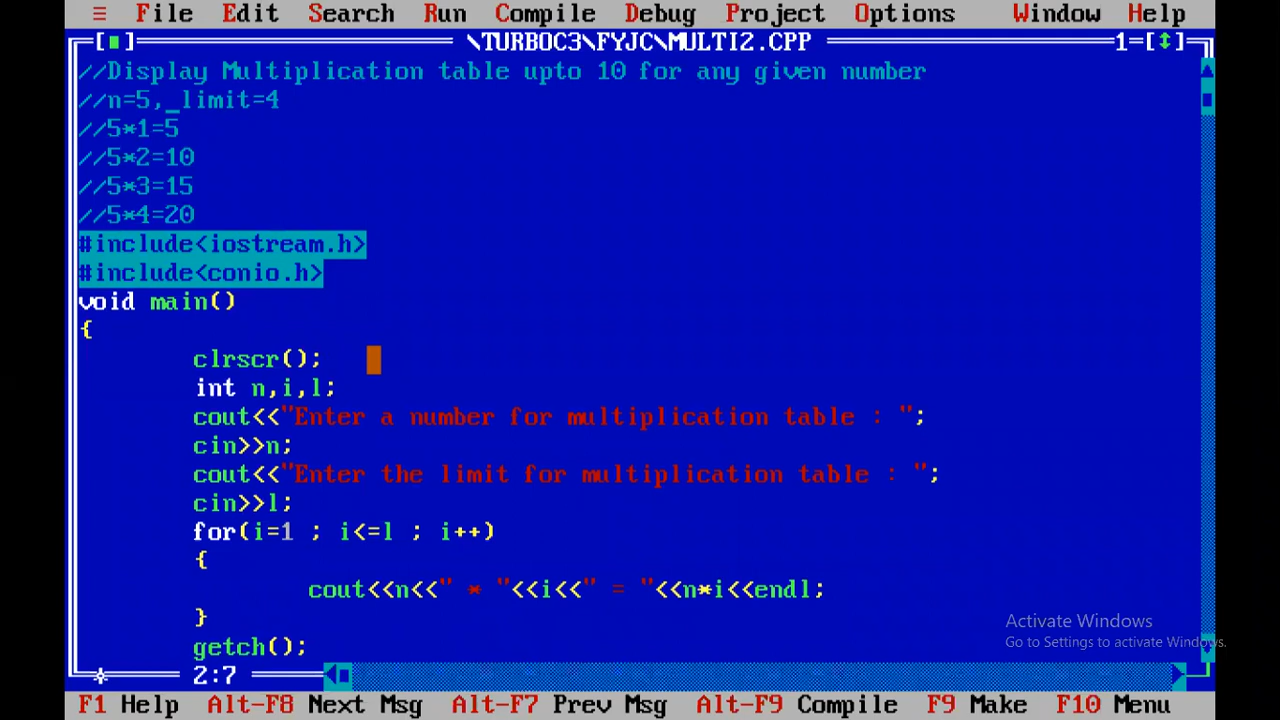 ≡ File Edit Search Run Compile Debug Project Options Window Help
[■] \TURBOC3\FYJC\MULTI2.CPP 1=[↕]
//Display Multiplication table upto 10 for any given number
//n=5,_limit=4
//5*1=5
//5*2=10
//5*3=15
//5*4=20
#include<iostream.h>
#include<conio.h>
void main()
{
clrscr();
int n,i,l;
cout<<"Enter a number for multiplication table : ";
cin>>n;
cout<<"Enter the limit for multiplication table : ";
cin>>l;
for(i=1 ; i<=l ; i++)
{
cout<<n<<" * "<<i<<" = "<<n*i<<endl;
}
getch();
Activate Windows
Go to Settings to activate Windows.
2:7
F1 Help Alt-F8 Next Msg Alt-F7 Prev Msg Alt-F9 Compile F9 Make F10 Menu